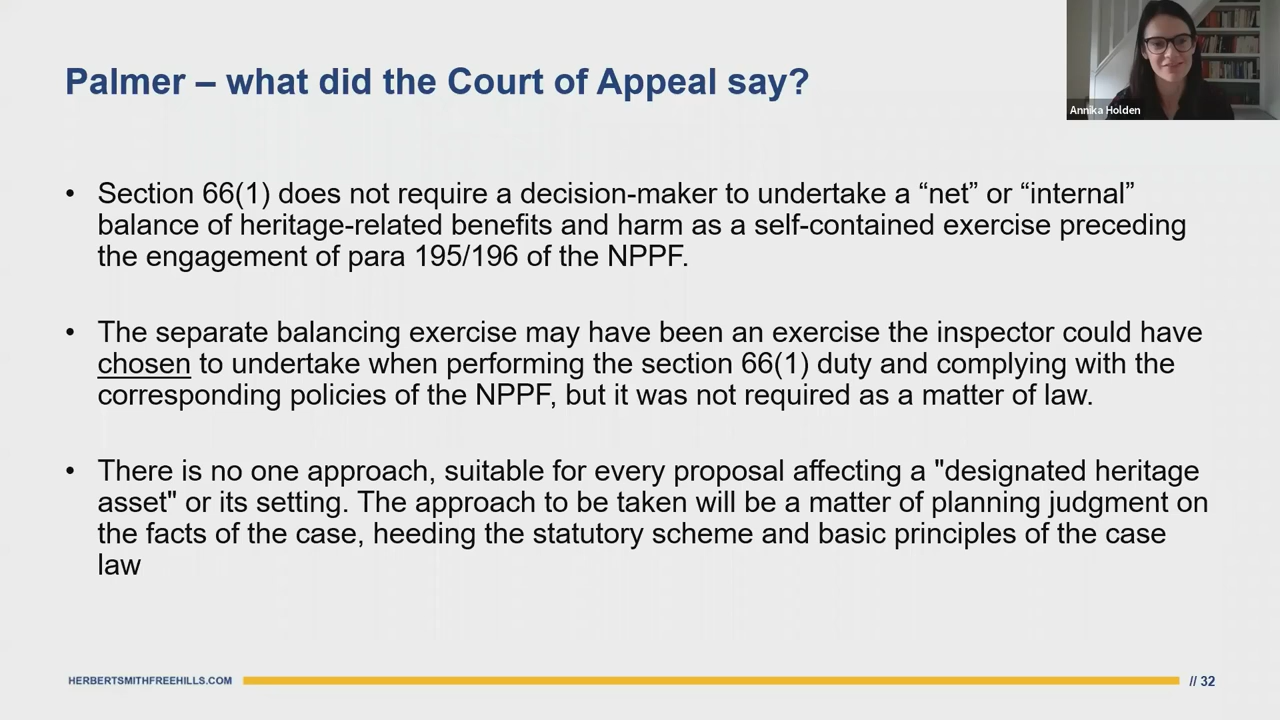 Palmer – what did the Court of Appeal say?
Annika Holden
• Section 66(1) does not require a decision-maker to undertake a “net” or “internal”
balance of heritage-related benefits and harm as a self-contained exercise preceding
the engagement of para 195/196 of the NPPF.
• The separate balancing exercise may have been an exercise the inspector could have
chosen to undertake when performing the section 66(1) duty and complying with the
corresponding policies of the NPPF, but it was not required as a matter of law.
• There is no one approach, suitable for every proposal affecting a "designated heritage
asset" or its setting. The approach to be taken will be a matter of planning judgment on
the facts of the case, heeding the statutory scheme and basic principles of the case
law
HERBERTSMITHFREEHILLS.COM
// 32